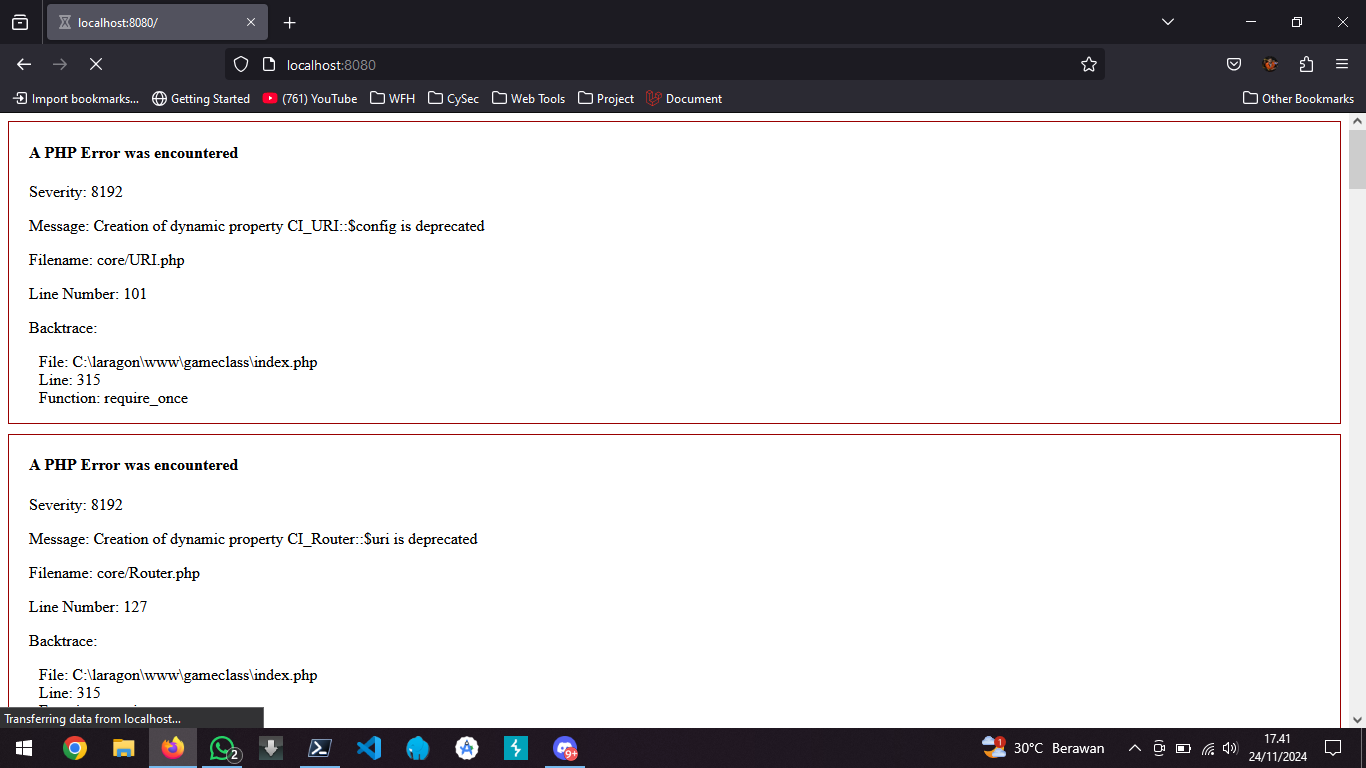 localhost:8080/
localhost:8080
Import bookmarks...
Getting Started
(761) YouTube
WFH
CySec
Web Tools
Project
Document
Other Bookmarks
A PHP Error was encountered
Severity: 8192
Message: Creation of dynamic property CI_URI::$config is deprecated
Filename: core/URI.php
Line Number: 101
Backtrace:
File: C:\laragon\www\gameclass\index.php
Line: 315
Function: require_once
A PHP Error was encountered
Severity: 8192
Message: Creation of dynamic property CI_Router::$uri is deprecated
Filename: core/Router.php
Line Number: 127
Backtrace:
File: C:\laragon\www\gameclass\index.php
Line: 315
Transferring data from localhost...
2
9+
1
30°C Berawan
17.41
24/11/2024